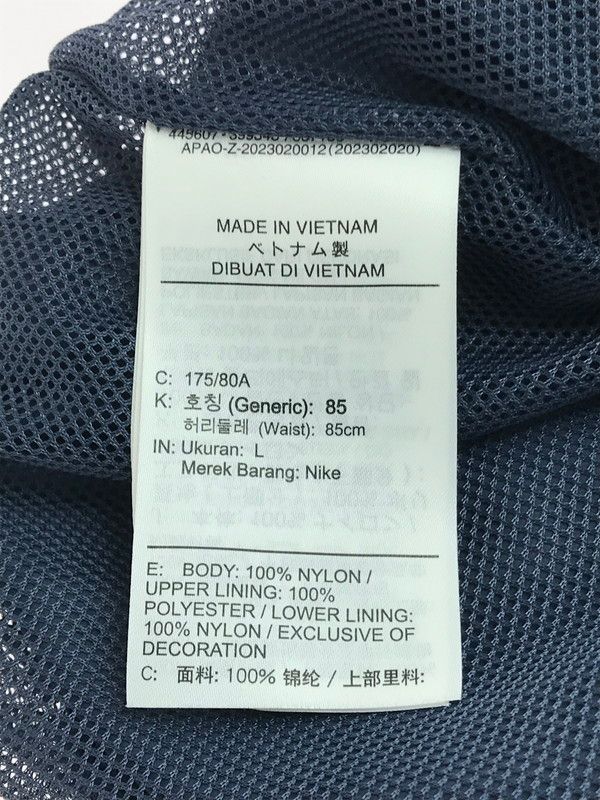 APAO-Z-2023020012(202302020)
MADE IN VIETNAM
ベトナム製
DIBUAT DI VIETNAM
C: 175/80A
K: 호칭 (Generic): 85
허리둘레 (Waist): 85cm
IN: Ukuran: L
Merek Barang: Nike
E: BODY: 100% NYLON /
UPPER LINING: 100%
POLYESTER / LOWER LINING:
100% NYLON / EXCLUSIVE OF
DECORATION
C: 面料: 100% 锦纶 / 上部里料: